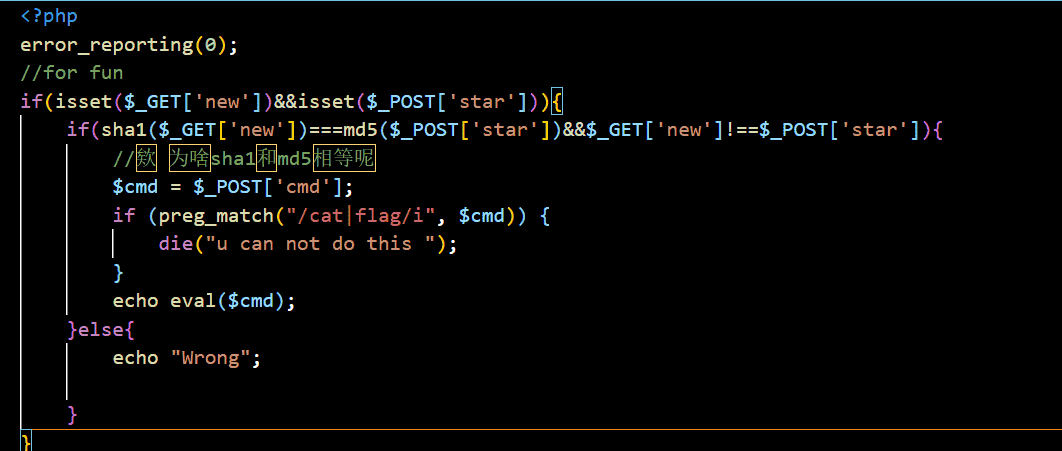 <?php
error_reporting(0);
//for fun
if(isset($_GET['new'])&&isset($_POST['star'])){
if(sha1($_GET['new'])===md5($_POST['star'])&&$_GET['new']!==$_POST['star']){
//欸 为啥sha1和md5相等呢
$cmd = $_POST['cmd'];
if (preg_match("/cat|flag/i", $cmd)) {
die("u can not do this ");
}
echo eval($cmd);
}else{
echo "Wrong";
}
}